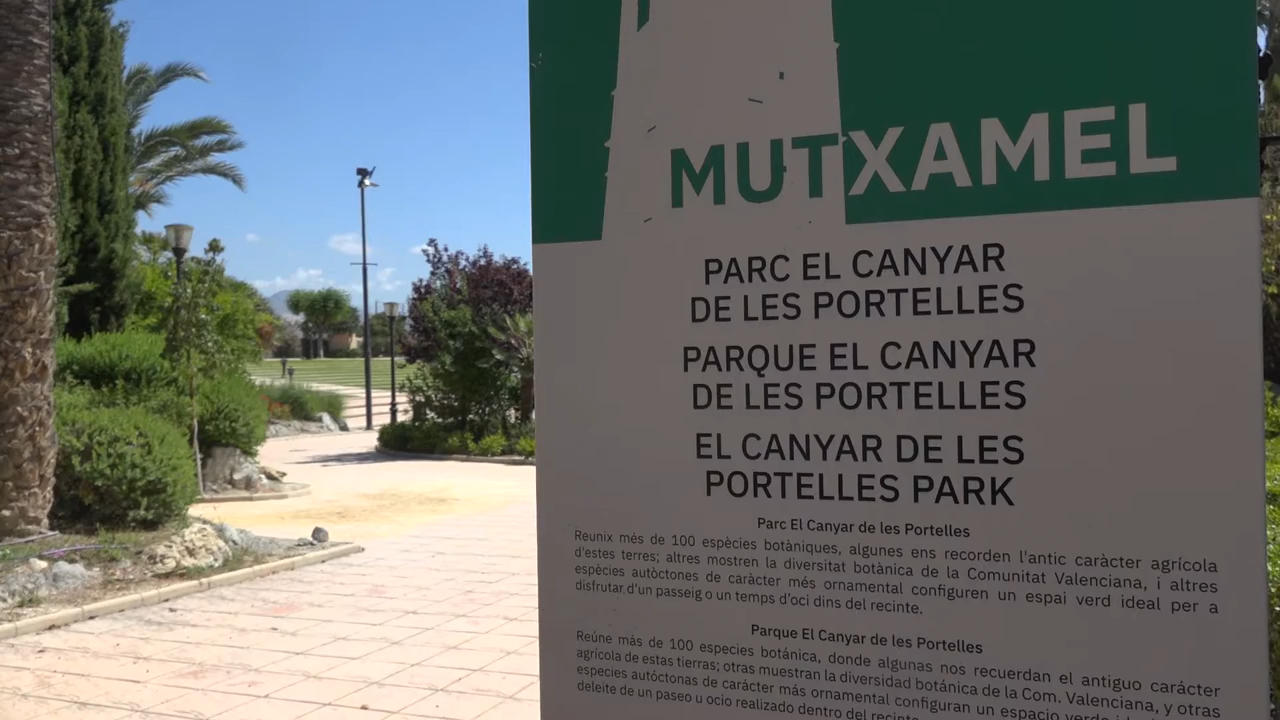 MUTXAMEL
PARC EL CANYAR
DE LES PORTELLES
PARQUE EL CANYAR
DE LES PORTELLES
EL CANYAR DE LES
PORTELLES PARK
Parc El Canyar de les Portelles
Reunix més de 100 espècies botàniques, algunes ens recorden l'antic caràcter agrícola
d'estes terres; altres mostren la diversitat botànica de la Comunitat Valenciana, i altres
espècies autòctones de caràcter més ornamental configuren un espai verd ideal per a
disfrutar d'un passeig o un temps d'oci dins del recinte.
Parque El Canyar de les Portelles
Reúne más de 100 especies botánica, donde algunas nos recuerdan el antiguo carácter
agrícola de estas tierras; otras muestran la diversidad botánica de la Com. Valenciana, y otras
especies autóctonas de carácter más ornamental configuran un espacio verde
deleite de un paseo u ocio realizado dentro del recinto